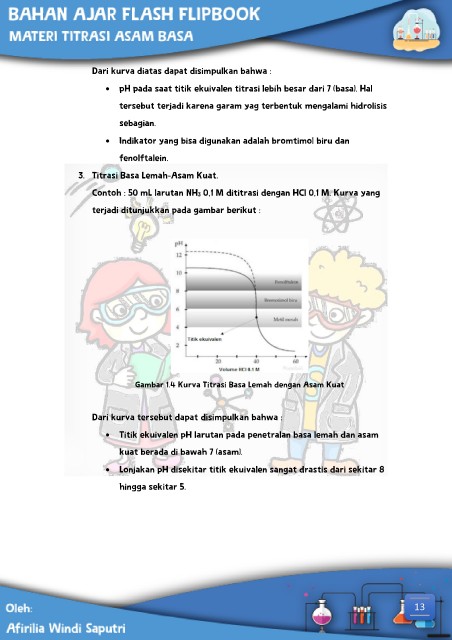 BAHAN AJAR FLASH FLIPBOOK
MATERI TITRASI ASAM BASA
Dari kurva diatas dapat disimpulkan bahwa :
• pH pada saat titik ekuivalen titrasi lebih besar dari 7 (basa). Hal
tersebut terjadi karena garam yag terbentuk mengalami hidrolisis
sebagian.
• Indikator yang bisa digunakan adalah bromtimol biru dan
fenolftalein.
3. Titrasi Basa Lemah-Asam Kuat.
Contoh : 50 mL larutan NH₃ 0,1 M dititrasi dengan HCl 0,1 M. Kurva yang
terjadi ditunjukkan pada gambar berikut :
pH
12
10
Fenolftalein
8
Bromtimol biru
6
Metil merah
4
Titik ekuivalen
2
20 40 60
Volume HCl 0.1 M
Gambar 1.4 Kurva Titrasi Basa Lemah dengan Asam Kuat
Dari kurva tersebut dapat disimpulkan bahwa :
• Titik ekuivalen pH larutan pada penetralan basa lemah dan asam
kuat berada di bawah 7 (asam).
• Lonjakan pH disekitar titik ekuivalen sangat drastis dari sekitar 8
hingga sekitar 5.
13
Oleh:
Afirilia Windi Saputri